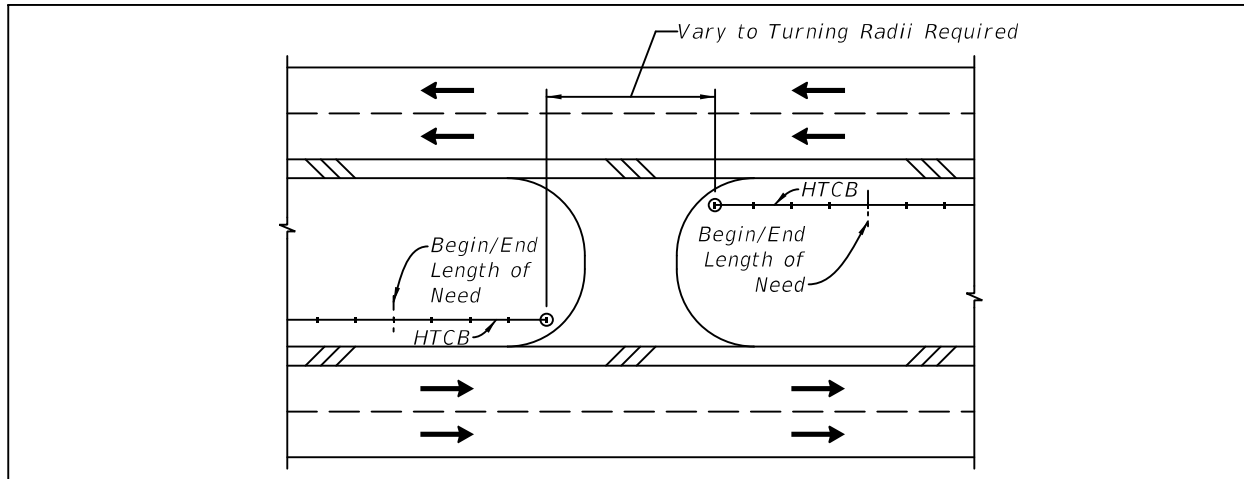 Vary to Turning Radii Required
HTCB
Begin/End
Length of
Need
Begin/End
Length of
Need
HTCB